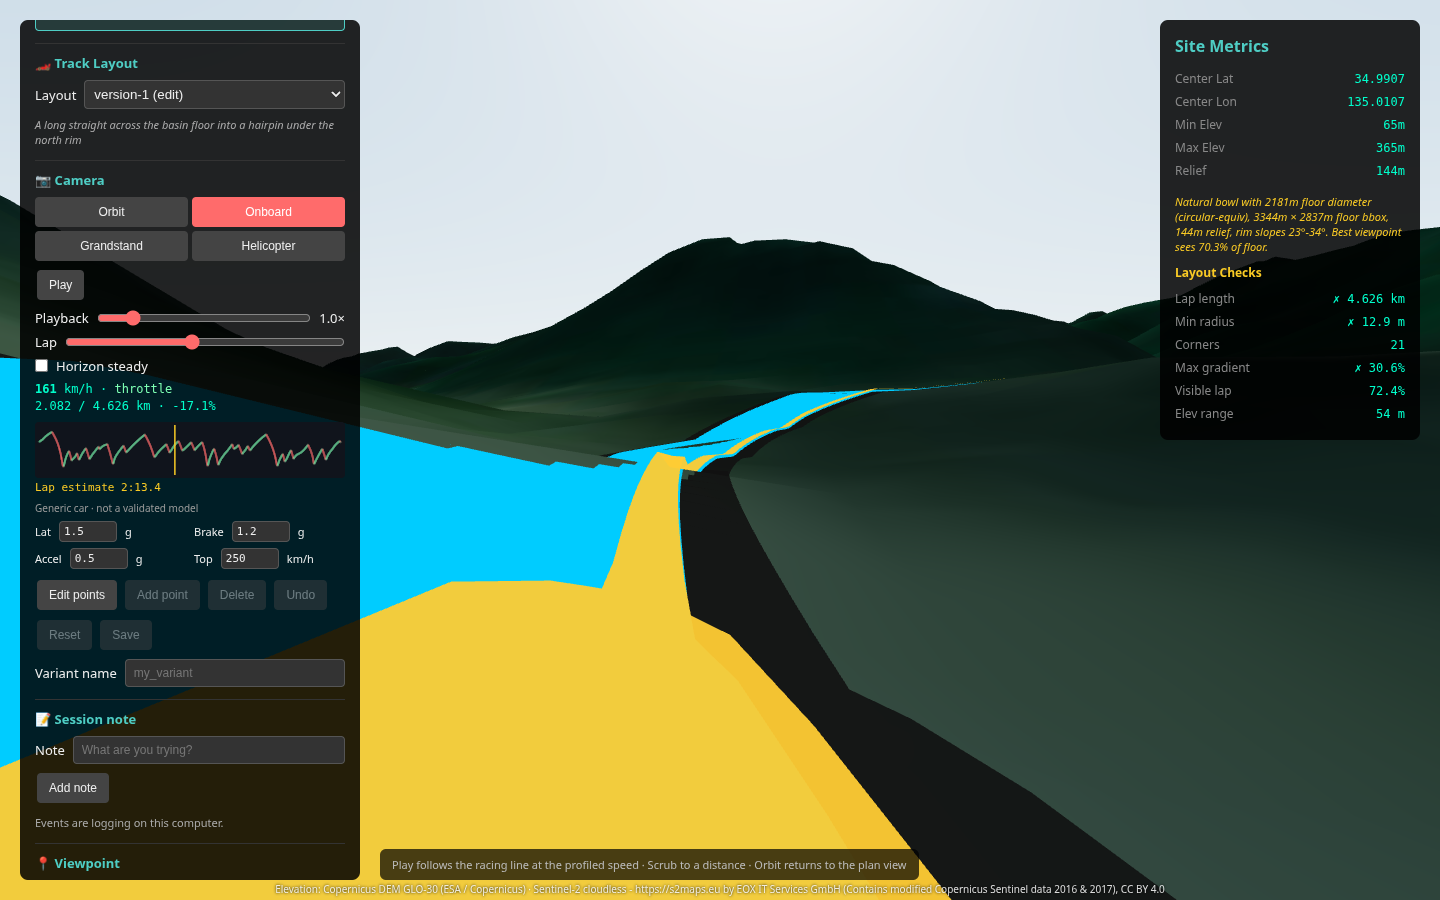 Track Layout
Layout version-1 (edit)
A long straight across the basin floor into a hairpin under the
north rim
Camera
Orbit Onboard
Grandstand Helicopter
Play
Playback 1.0×
Lap
Horizon steady
161 km/h · throttle
2.082 / 4.626 km · -17.1%
Lap estimate 2:13.4
Generic car · not a validated model
Lat 1.5 g Brake 1.2 g
Accel 0.5 g Top 250 km/h
Edit points Add point Delete Undo
Reset Save
Variant name my_variant
Session note
Note What are you trying?
Add note
Events are logging on this computer.
Viewpoint
Site Metrics
Center Lat 34.9907
Center Lon 135.0107
Min Elev 65m
Max Elev 365m
Relief 144m
Natural bowl with 2181m floor diameter
(circular-equiv), 3344m × 2837m floor bbox,
144m relief, rim slopes 23°-34°. Best viewpoint
sees 70.3% of floor.
Layout Checks
Lap length ✗ 4.626 km
Min radius ✗ 12.9 m
Corners 21
Max gradient ✗ 30.6%
Visible lap 72.4%
Elev range 54 m
Play follows the racing line at the profiled speed · Scrub to a distance · Orbit returns to the plan view
Elevation: Copernicus DEM GLO-30 (ESA / Copernicus) · Sentinel-2 cloudless - https://s2maps.eu by EOX IT Services GmbH (Contains modified Copernicus Sentinel data 2016 & 2017), CC BY 4.0